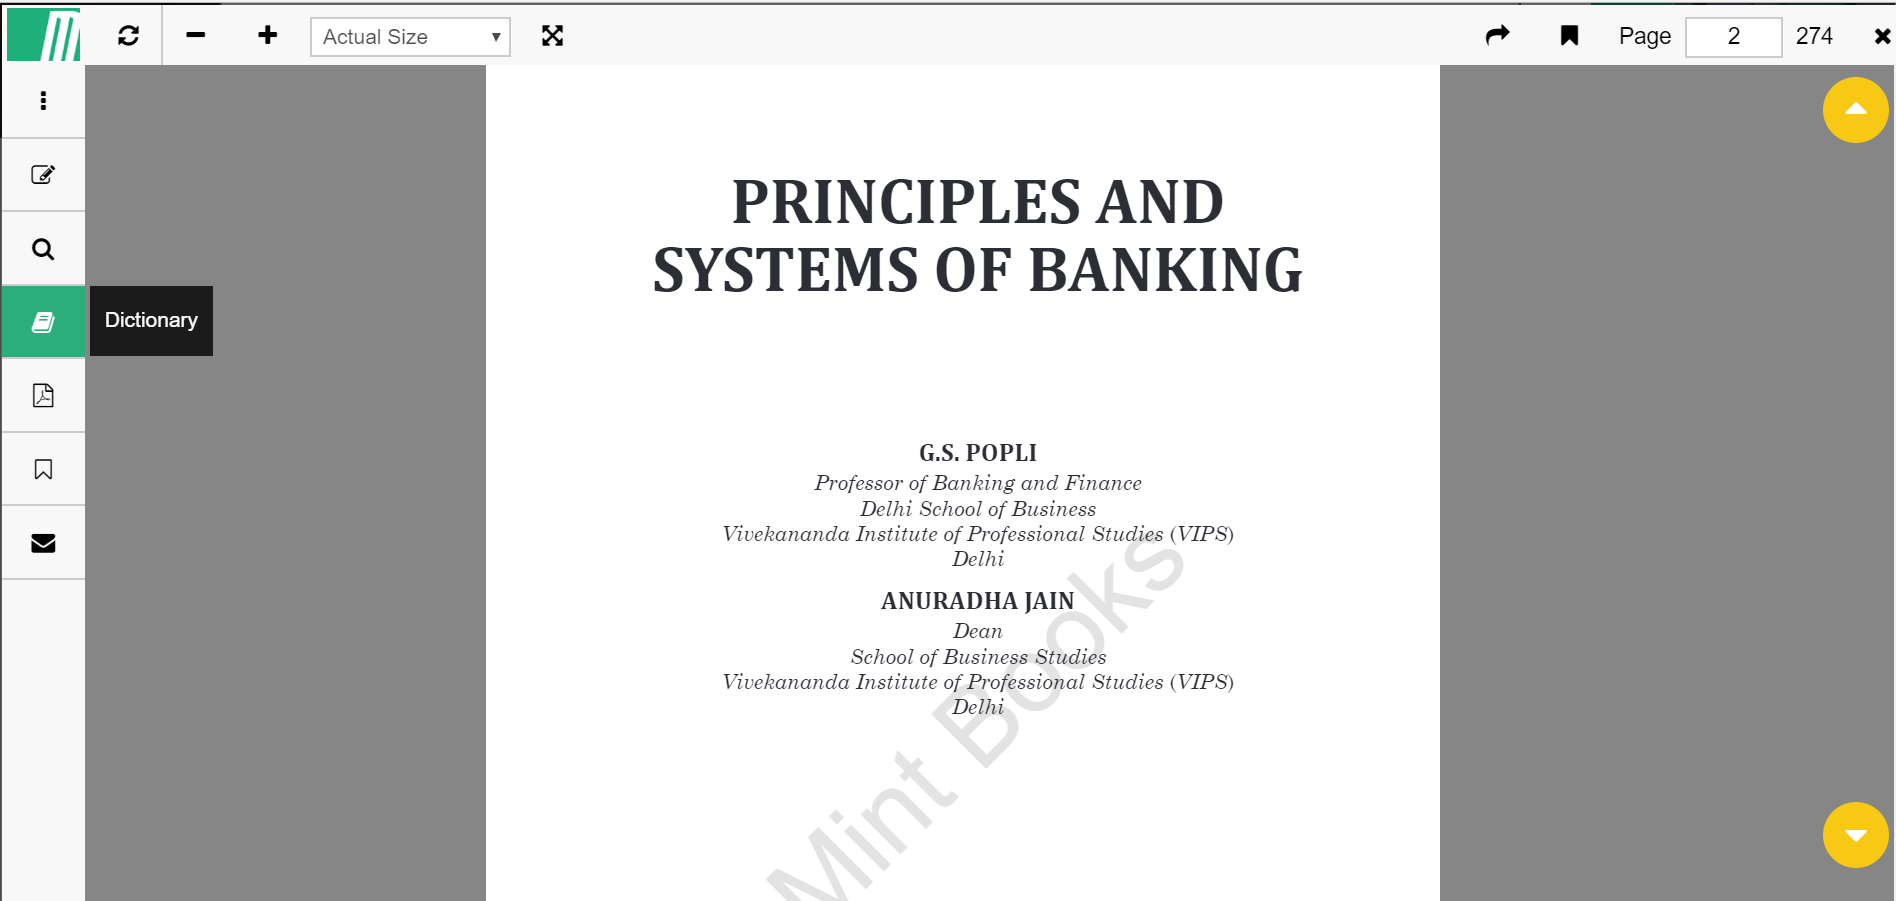 Actual Size
Page 2 274
Dictionary
PRINCIPLES AND
SYSTEMS OF BANKING
G.S. POPLI
Professor of Banking and Finance
Delhi School of Business
Vivekananda Institute of Professional Studies (VIPS)
Delhi
ANURADHA JAIN
Dean
School of Business Studies
Vivekananda Institute of Professional Studies (VIPS)
Delhi
Mint Books